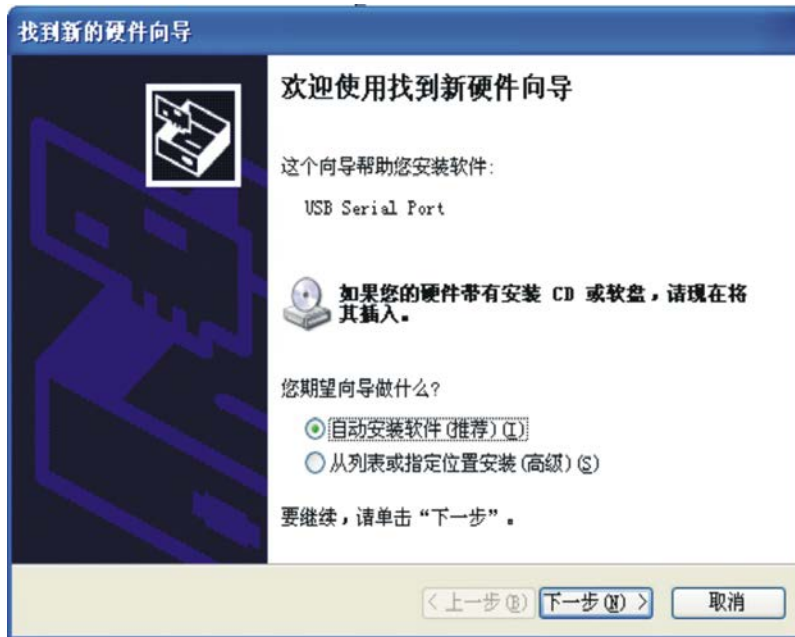 找到新的硬件向导
欢迎使用找到新硬件向导
这个向导帮助您安装软件:
USB Serial Port
如果您的硬件带有安装 CD 或软盘，请现在将
其插入。
您期望向导做什么?
自动安装软件(推荐)(I)
从列表或指定位置安装(高级)(S)
要继续，请单击“下一步”。
< 上一步(B)
下一步(N) >
取消